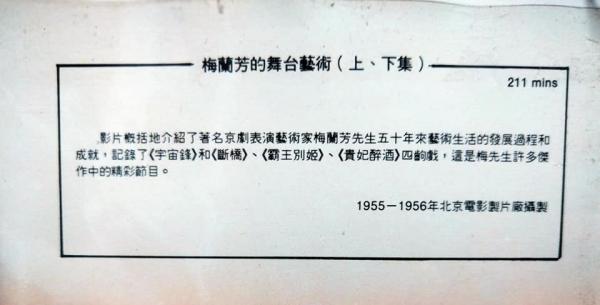 梅蘭芳的舞台藝術（上、下集）
211 mins
影片概括地介紹了著名京劇表演藝術家梅蘭芳先生五十年來藝術生活的發展過程和
成就，記錄了《宇宙鋒》和《斷橋》、《霸王別姬》、《貴妃醉酒》四齣戲，這是梅先生許多傑
作中的精彩節目。
1955－1956年北京電影製片廠攝製